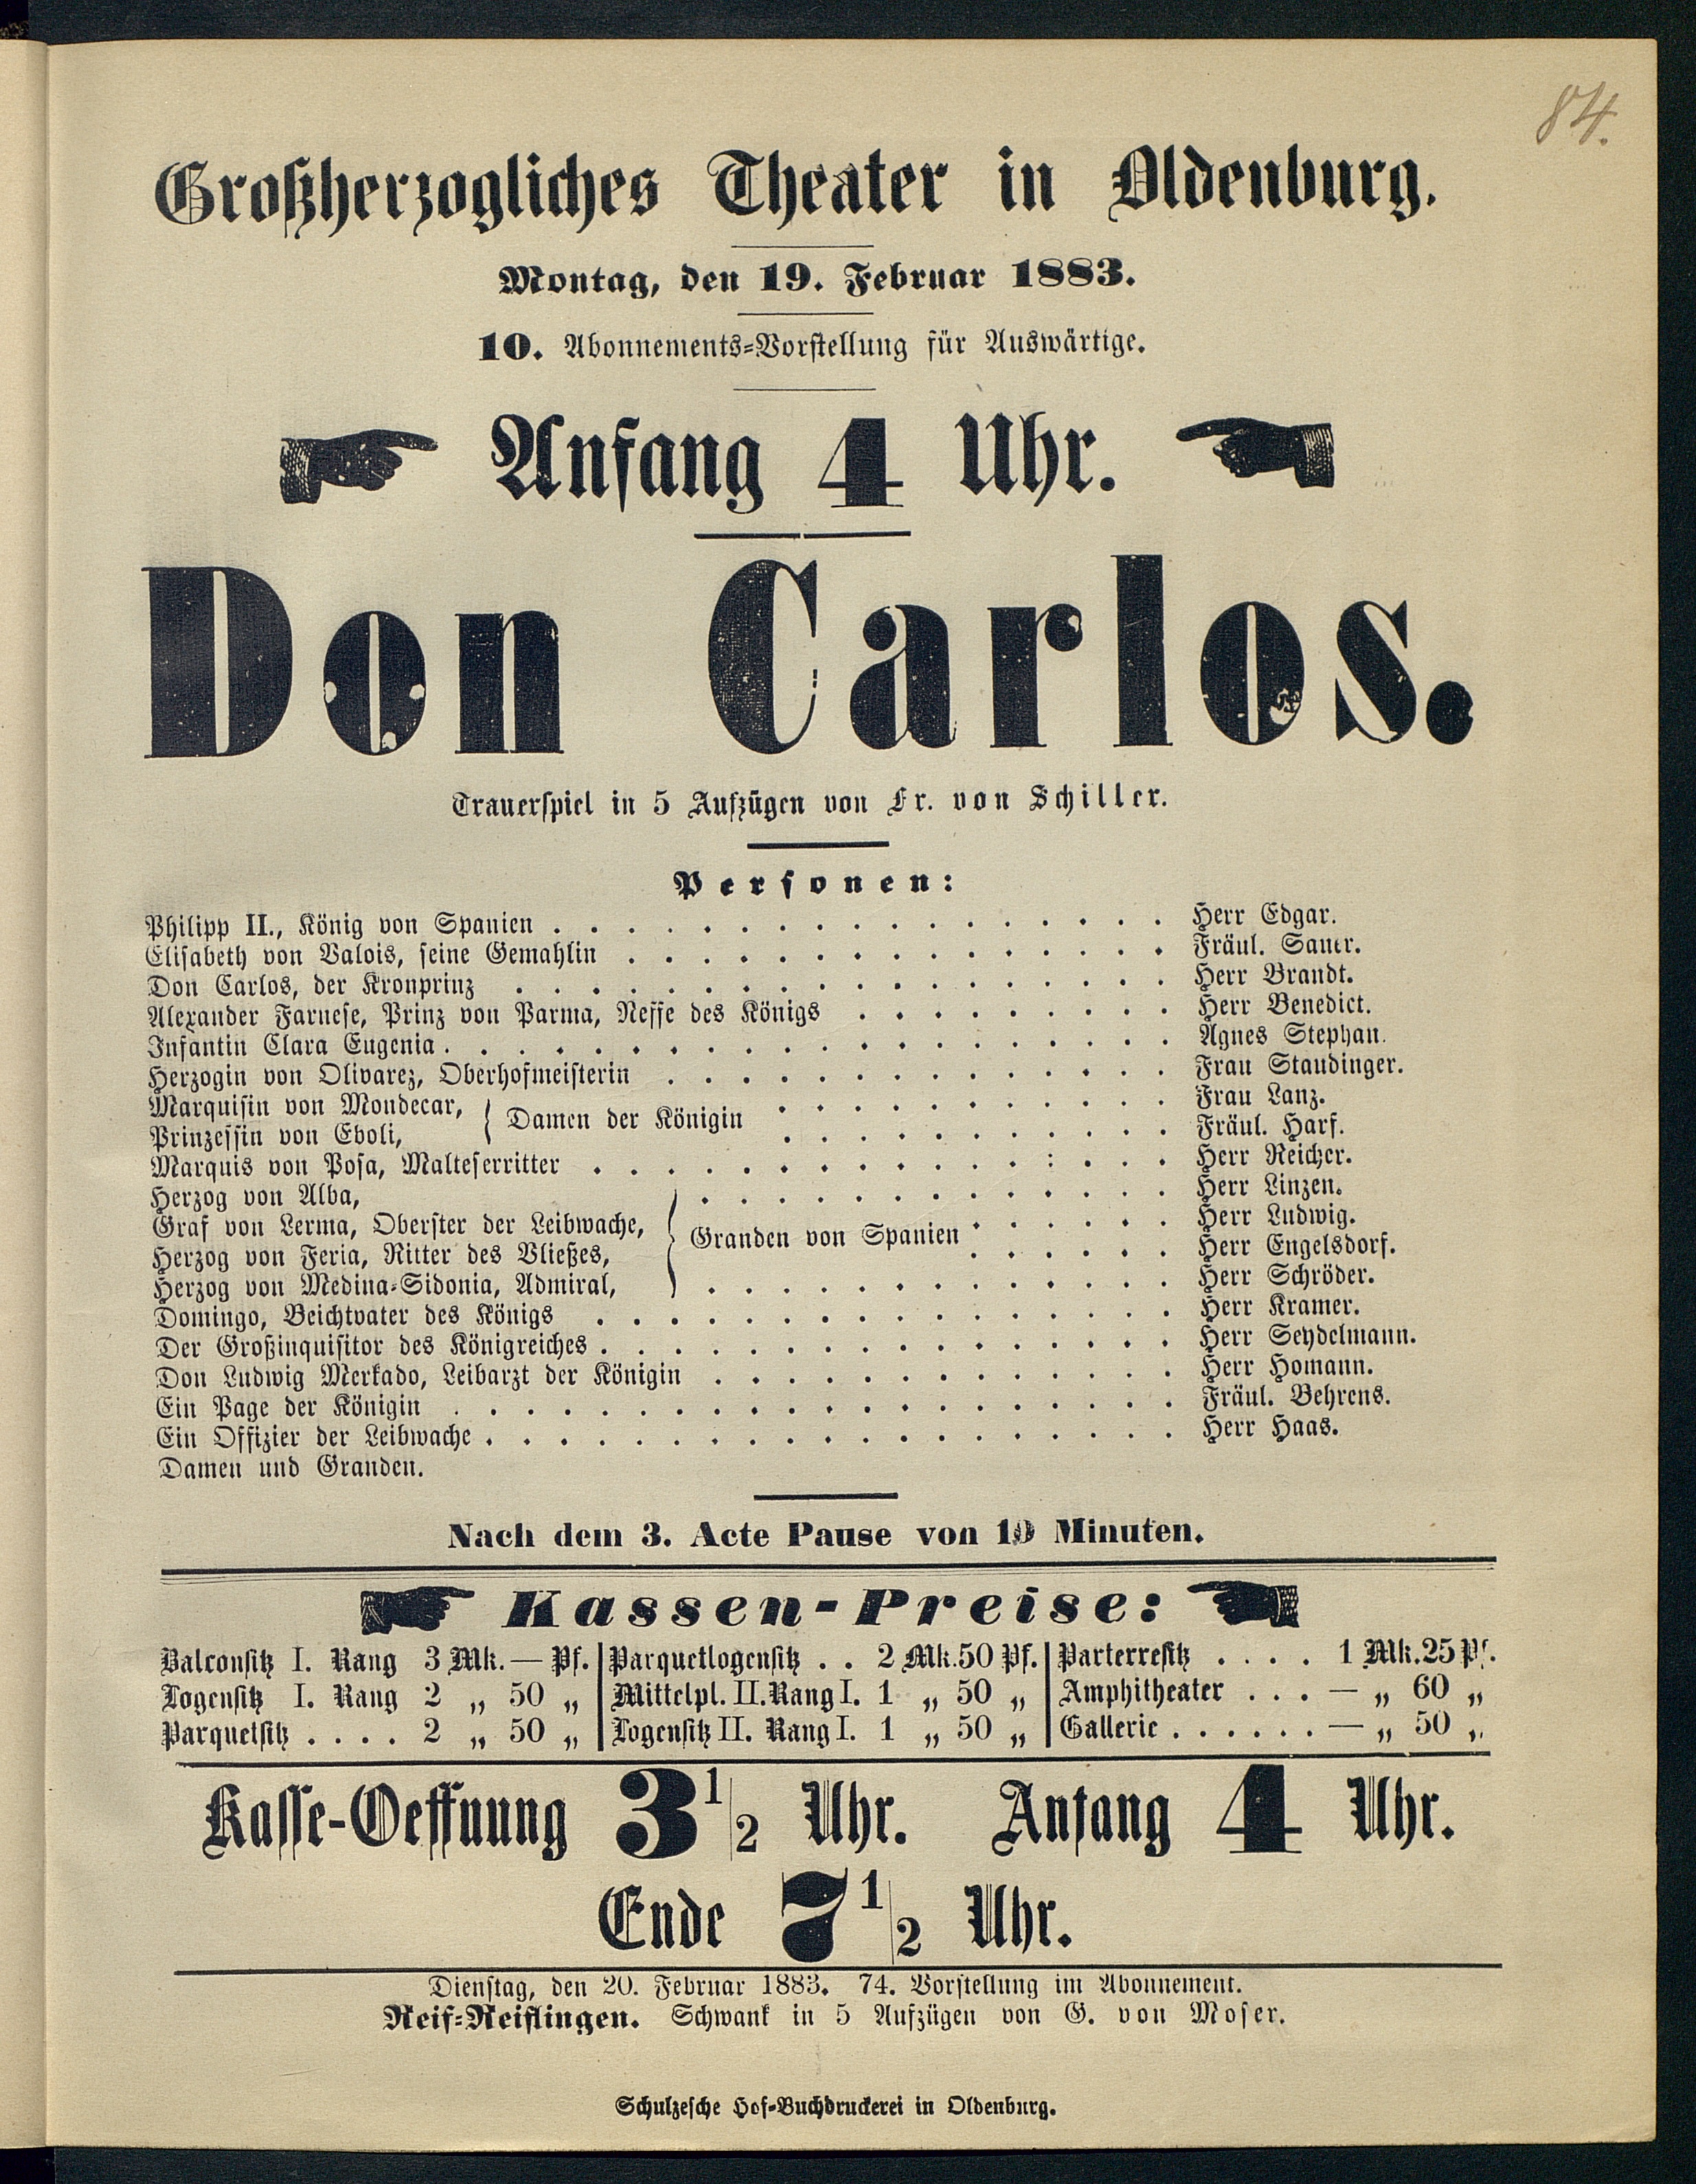 84.
Großherzogliches Theater in Oldenburg.
Montag, den 19. Februar 1883.
10. Abonnements-Vorstellung für Auswärtige.
Anfang 4 Uhr.
Don Carlos.
Trauerspiel in 5 Aufzügen von Fr. von Schiller.
Personen:
Philipp II., König von Spanien . . . . . . . . . . . . . . . . . Herr Edgar.
Elisabeth von Valois, seine Gemahlin . . . . . . . . . . . . . . . Fräul. Sauer.
Don Carlos, der Kronprinz . . . . . . . . . . . . . . . . . . Herr Brandt.
Alexander Farnese, Prinz von Parma, Neffe des Königs . . . . . . . . . Herr Benedict.
Infantin Clara Eugenia . . . . . . . . . . . . . . . . . . . . Agnes Stephan.
Herzogin von Olivarez, Oberhofmeisterin . . . . . . . . . . . . . . Frau Staudinger.
Marquisin von Mondecar, . . . . . . . . . . . Frau Lanz.
Damen der Königin
Prinzessin von Eboli, . . . . . . . . . . . Fräul. Harf.
Marquis von Posa, Malteserritter . . . . . . . . . . . . . . . . Herr Reicher.
Herzog von Alba, . . . . . . . . . . . . . Herr Linzen.
Graf von Lerma, Oberster der Leibwache, . . . . . . Herr Ludwig.
Granden von Spanien
Herzog von Feria, Ritter des Vließes, . . . . . . Herr Engelsdorf.
Herzog von Medina-Sidonia, Admiral, . . . . . . . . . . . . . Herr Schröder.
Domingo, Beichtvater des Königs . . . . . . . . . . . . . . . . Herr Kramer.
Der Großinquisitor des Königreiches . . . . . . . . . . . . . . . . Herr Seydelmann.
Don Ludwig Merkado, Leibarzt der Königin . . . . . . . . . . . . . Herr Homann.
Ein Page der Königin . . . . . . . . . . . . . . . . . . . . Fräul. Behrens.
Ein Offizier der Leibwache . . . . . . . . . . . . . . . . . . . Herr Haas.
Damen und Granden.
Nach dem 3. Acte Pause von 10 Minuten.
Kassen-Preise:
Balconsitz I. Rang 3 Mk. — Pf. Parquetlogensitz . . 2 Mk. 50 Pf. Parterresitz . . . . 1 Mk. 25 Pf.
Logensitz I. Rang 2 „ 50 „ Mittelpl. II. Rang I. 1 „ 50 „ Amphitheater . . . — „ 60 „
Parquetsitz . . . . 2 „ 50 „ Logensitz II. Rang I. 1 „ 50 „ Gallerie . . . . . . — „ 50 „
Kasse-Oeffnung 3 1/2 Uhr. Anfang 4 Uhr.
Ende 7 1/2 Uhr.
Dienstag, den 20. Februar 1883. 74. Vorstellung im Abonnement.
Reif-Reiflingen. Schwank in 5 Aufzügen von G. von Moser.
Schulzesche Hof-Buchdruckerei in Oldenburg.